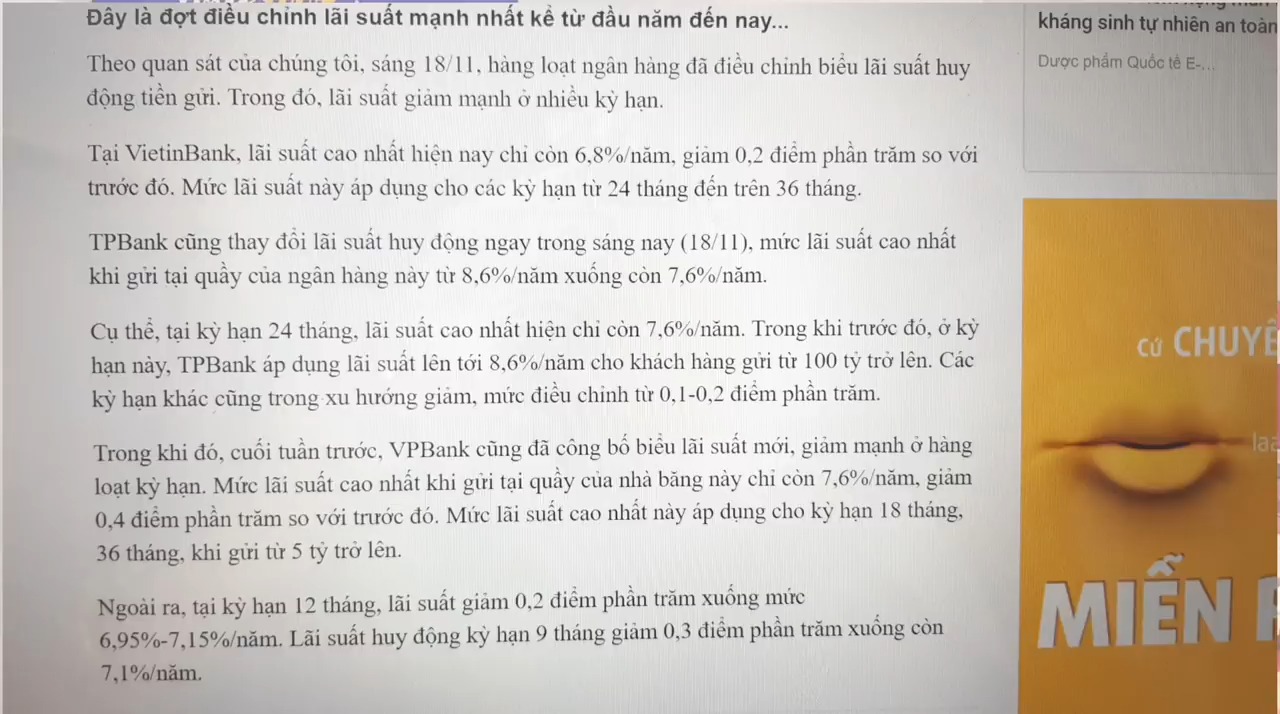 Đây là đợt điều chỉnh lãi suất mạnh nhất kể từ đầu năm đến nay...
Theo quan sát của chúng tôi, sáng 18/11, hàng loạt ngân hàng đã điều chỉnh biểu lãi suất huy
động tiền gửi. Trong đó, lãi suất giảm mạnh ở nhiều kỳ hạn.
Tại VietinBank, lãi suất cao nhất hiện nay chỉ còn 6,8%/năm, giảm 0,2 điểm phần trăm so với
trước đó. Mức lãi suất này áp dụng cho các kỳ hạn từ 24 tháng đến trên 36 tháng.
TPBank cũng thay đổi lãi suất huy động ngay trong sáng nay (18/11), mức lãi suất cao nhất
khi gửi tại quầy của ngân hàng này từ 8,6%/năm xuống còn 7,6%/năm.
Cụ thể, tại kỳ hạn 24 tháng, lãi suất cao nhất hiện chỉ còn 7,6%/năm. Trong khi trước đó, ở kỳ
hạn này, TPBank áp dụng lãi suất lên tới 8,6%/năm cho khách hàng gửi từ 100 tỷ trở lên. Các
kỳ hạn khác cũng trong xu hướng giảm, mức điều chỉnh từ 0,1-0,2 điểm phần trăm.
Trong khi đó, cuối tuần trước, VPBank cũng đã công bố biểu lãi suất mới, giảm mạnh ở hàng
loạt kỳ hạn. Mức lãi suất cao nhất khi gửi tại quầy của nhà băng này chỉ còn 7,6%/năm, giảm
0,4 điểm phần trăm so với trước đó. Mức lãi suất cao nhất này áp dụng cho kỳ hạn 18 tháng,
36 tháng, khi gửi từ 5 tỷ trở lên.
Ngoài ra, tại kỳ hạn 12 tháng, lãi suất giảm 0,2 điểm phần trăm xuống mức
6,95%-7,15%/năm. Lãi suất huy động kỳ hạn 9 tháng giảm 0,3 điểm phần trăm xuống còn
7,1%/năm.
kháng sinh tự nhiên an toàn
Dược phẩm Quốc tế E-...
Cứ CHUYỂ
MIỄN